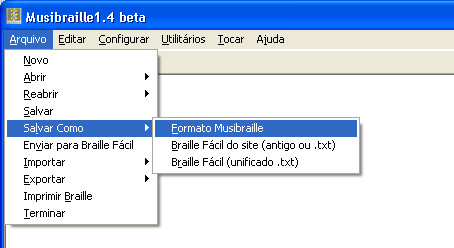 Musibraille1.4 beta
Arquivo Editar Configurar Utilitários Tocar Ajuda
Novo
Abrir
Reabrir
Salvar
Salvar Como
Formato Musibraille
Braille Fácil do site (antigo ou .txt)
Enviar para Braille Fácil
Braille Fácil (unificado .txt)
Importar
Exportar
Imprimir Braille
Terminar